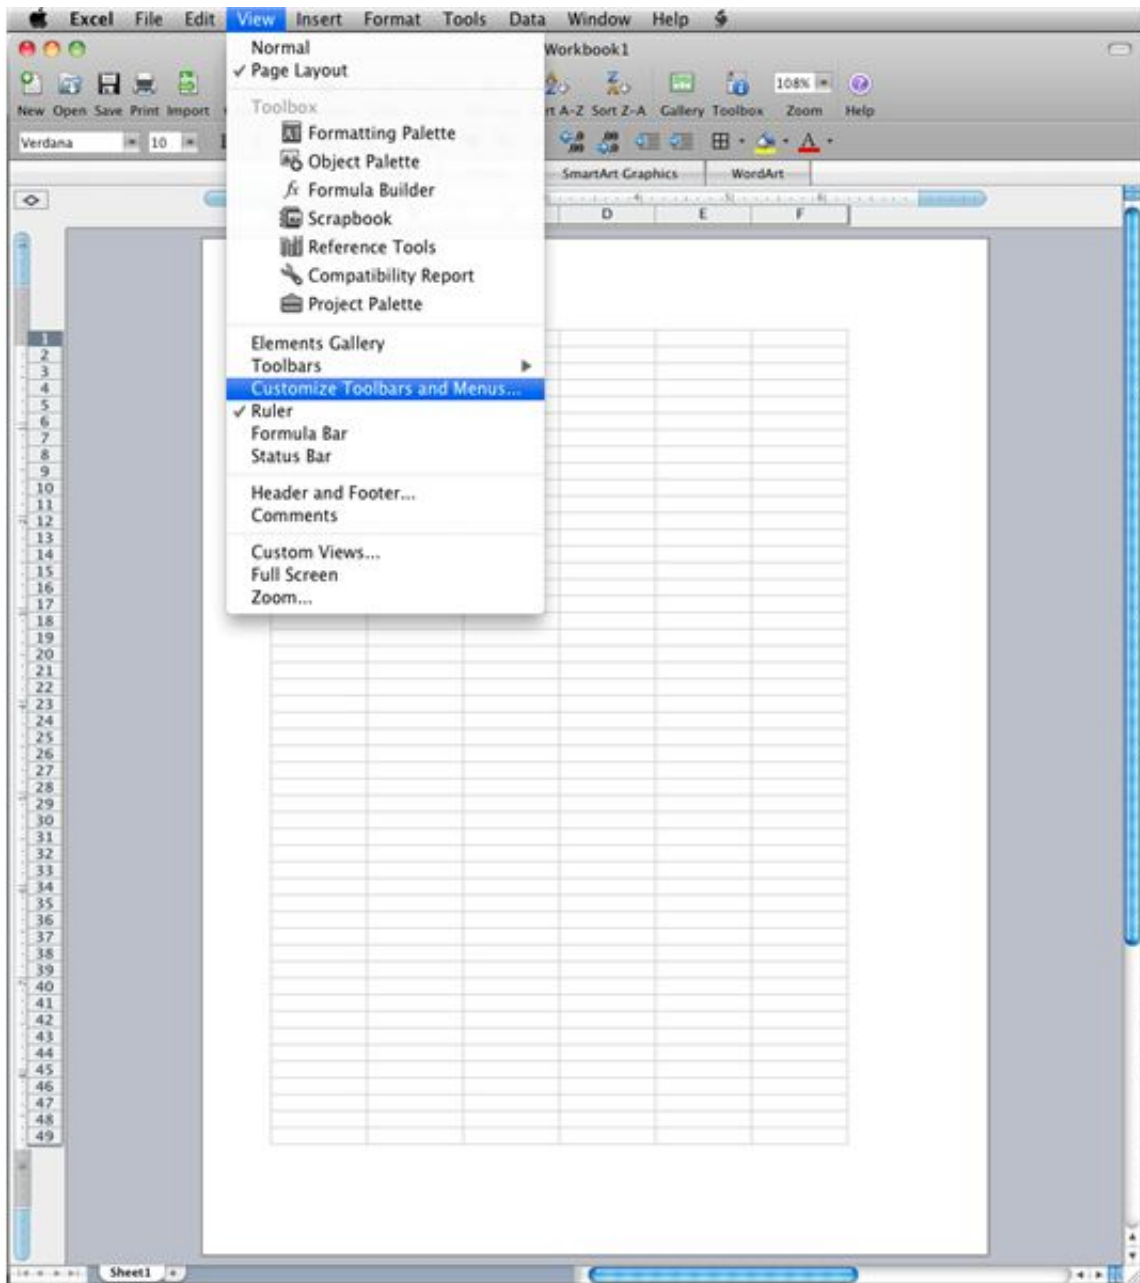 Excel File Edit View Insert Format Tools Data Window Help
Workbook1
New Open Save Print Import A-Z Sort Z-A Gallery Toolbox Zoom Help
108%
Verdana 10
SmartArt Graphics WordArt
D E F
Normal
✓ Page Layout
Toolbox
Formatting Palette
Object Palette
fx Formula Builder
Scrapbook
Reference Tools
Compatibility Report
Project Palette
Elements Gallery
Toolbars
Customize Toolbars and Menus...
✓ Ruler
Formula Bar
Status Bar
Header and Footer...
Comments
Custom Views...
Full Screen
Zoom...
1
2
3
4
5
6
7
8
9
10
11
12
13
14
15
16
17
18
19
20
21
22
23
24
25
26
27
28
29
30
31
32
33
34
35
36
37
38
39
40
41
42
43
44
45
46
47
48
49
Sheet1